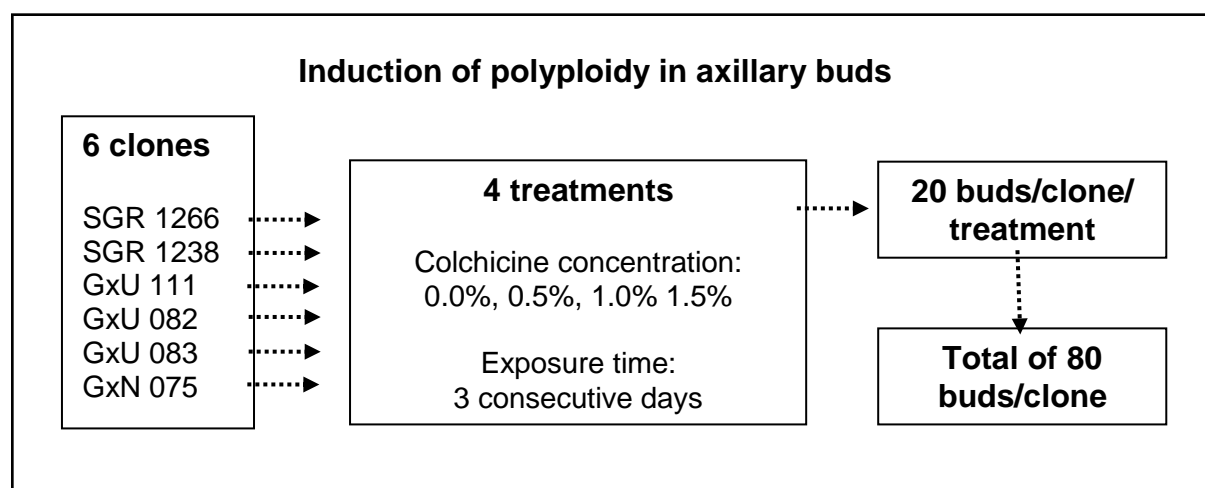 Induction of polyploidy in axillary buds
6 clones
SGR 1266
SGR 1238
GxU 111
GxU 082
GxU 083
GxN 075
4 treatments
Colchicine concentration:
0.0%, 0.5%, 1.0% 1.5%
Exposure time:
3 consecutive days
20 buds/clone/
treatment
Total of 80
buds/clone